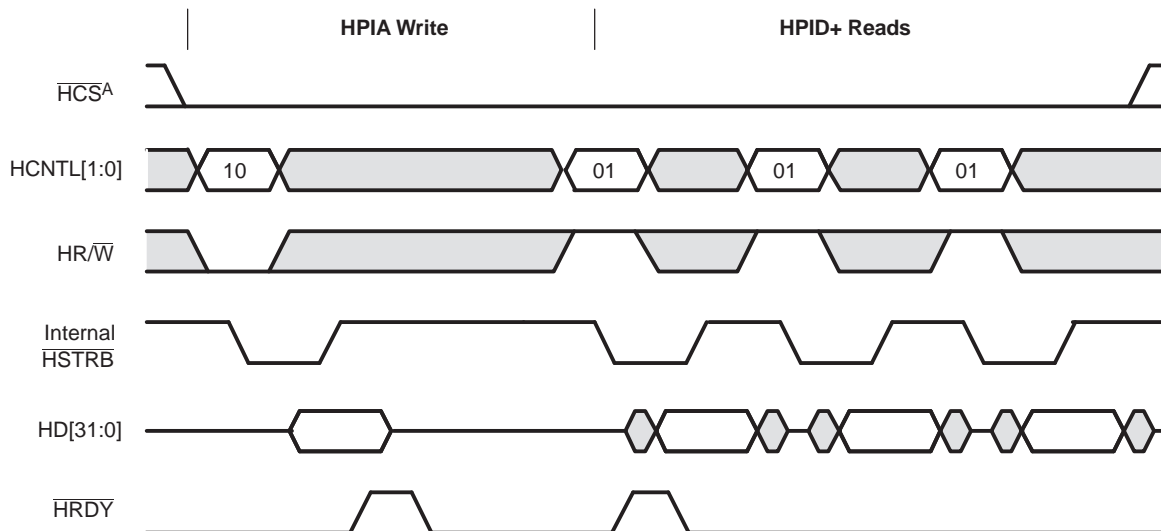 HPIA Write HPID+ Reads
HCS A
HCNTL[1:0] 10 01 01 01
HR/W
Internal
HSTRB
HD[31:0]
HRDY